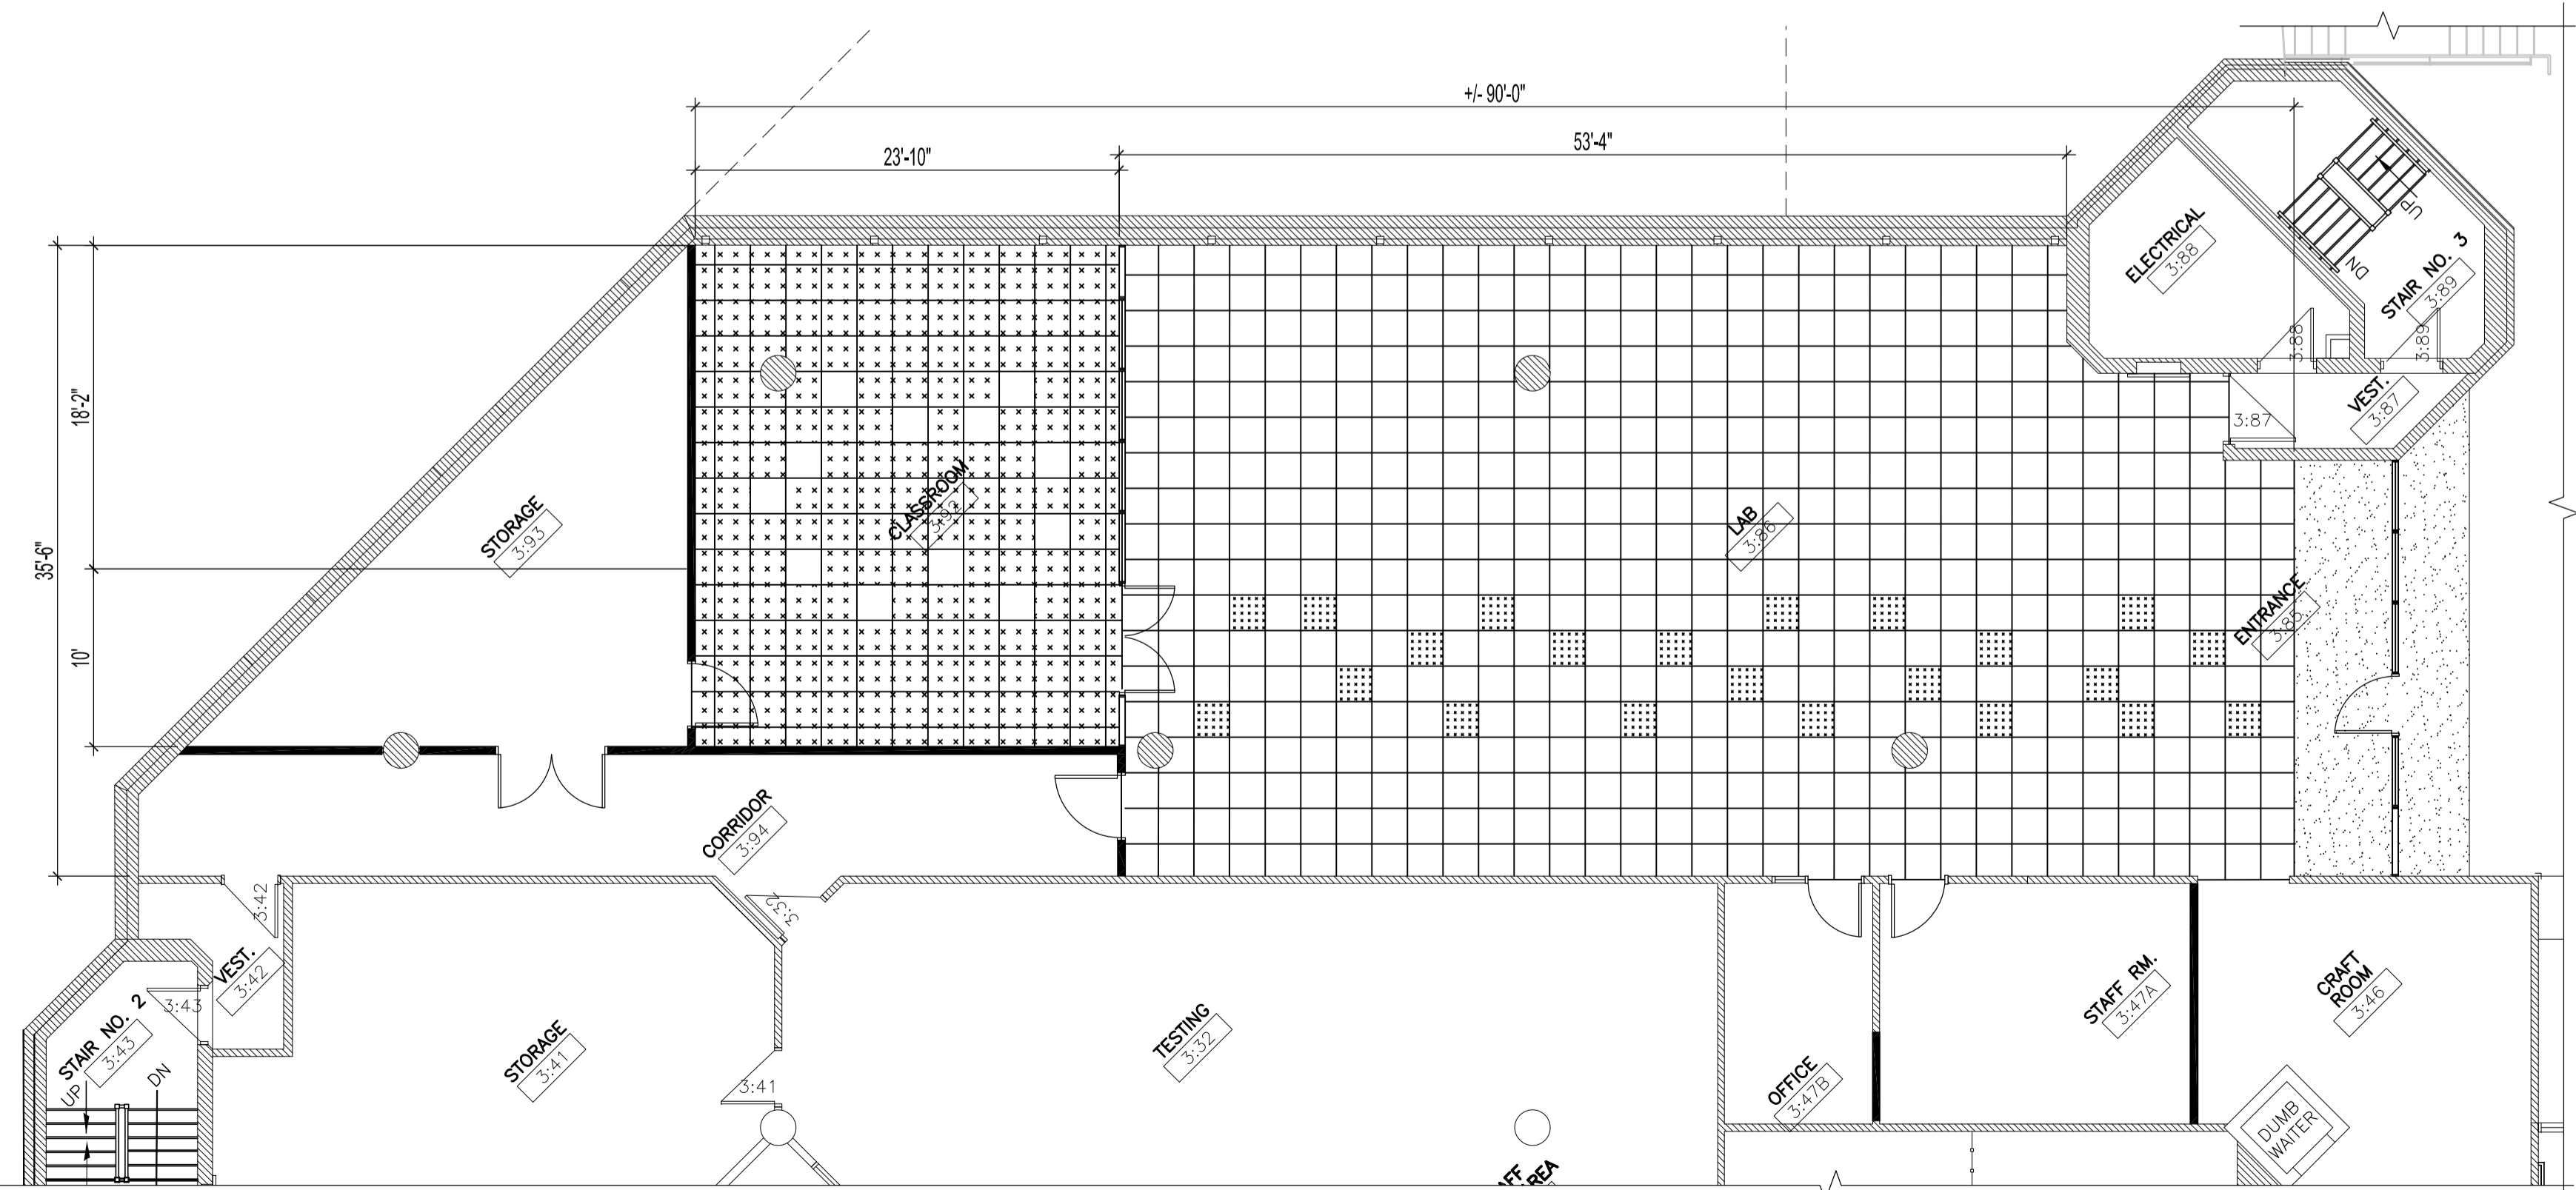 +/- 90'-0"
53'-4"
23'-10"
18'-2"
35'-6"
10'
ELECTRICAL
3:88
UP
DN
STAIR NO. 3
3:89
3:88
3:89
VEST.
3:87
3:87
STORAGE
3:93
CLASSROOM
3:92
LAB
3:86
ENTRANCE
3:85
CORRIDOR
3:94
3:42
3:32
VEST.
3:42
3:43
STAIR NO. 2
3:43
UP
DN
STORAGE
3:41
3:41
TESTING
3:32
OFFICE
3:47B
STAFF RM.
3:47A
CRAFT
ROOM
3:46
DUMB
WAITER